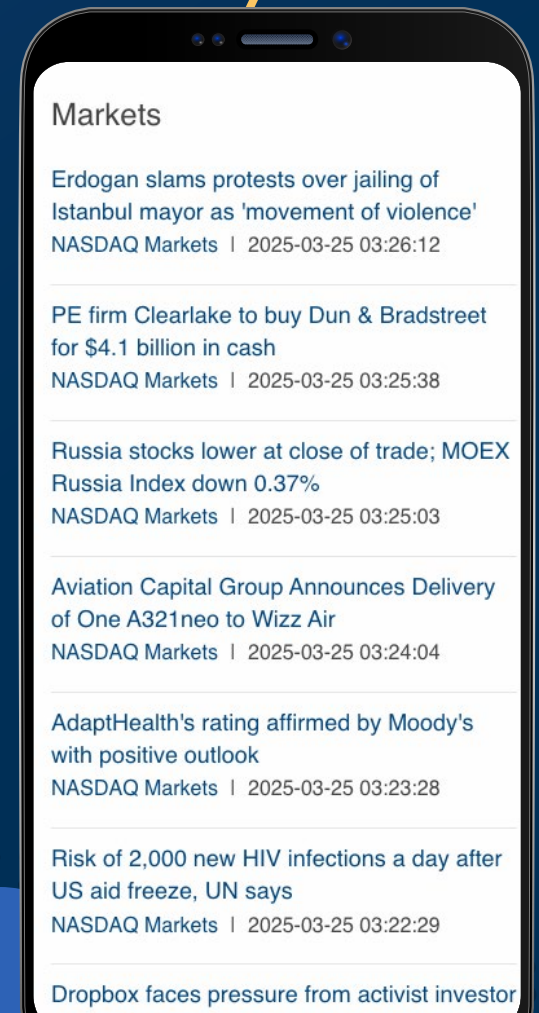 Markets
Erdogan slams protests over jailing of
Istanbul mayor as 'movement of violence'
NASDAQ Markets | 2025-03-25 03:26:12
PE firm Clearlake to buy Dun & Bradstreet
for $4.1 billion in cash
NASDAQ Markets | 2025-03-25 03:25:38
Russia stocks lower at close of trade; MOEX
Russia Index down 0.37%
NASDAQ Markets | 2025-03-25 03:25:03
Aviation Capital Group Announces Delivery
of One A321neo to Wizz Air
NASDAQ Markets | 2025-03-25 03:24:04
AdaptHealth's rating affirmed by Moody's
with positive outlook
NASDAQ Markets | 2025-03-25 03:23:28
Risk of 2,000 new HIV infections a day after
US aid freeze, UN says
NASDAQ Markets | 2025-03-25 03:22:29
Dropbox faces pressure from activist investor